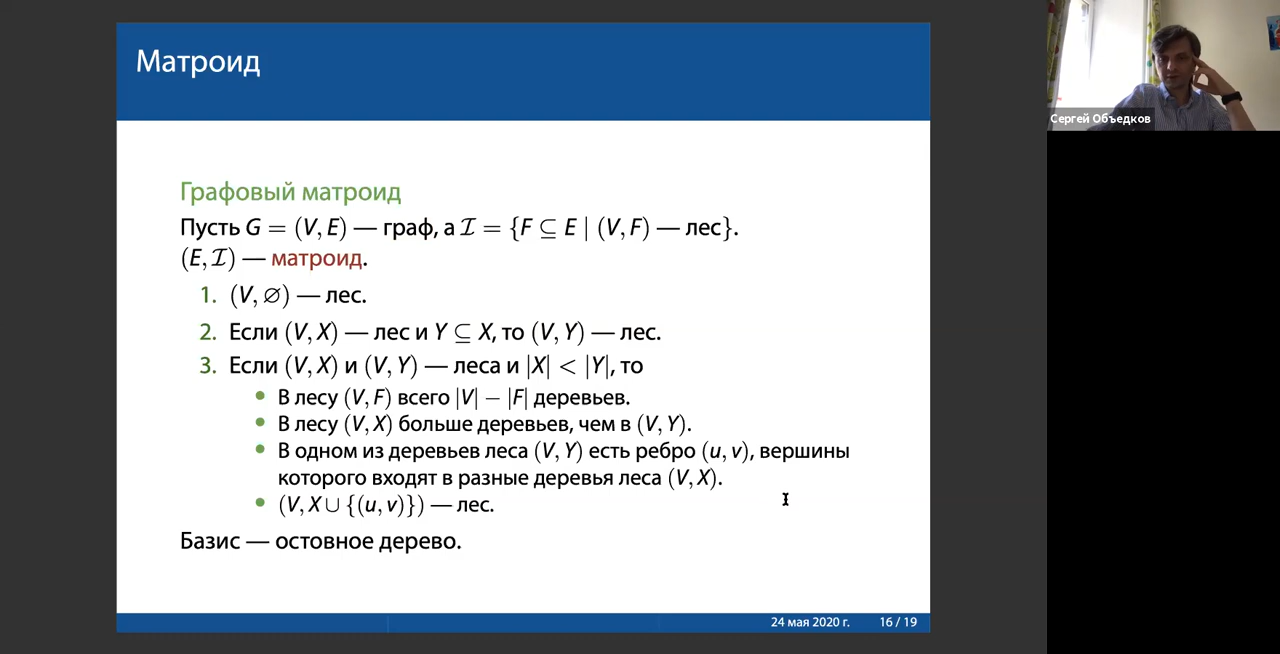 Матроид
Сергей Объедков
Графовый матроид
Пусть G = (V, E) — граф, а ℐ = {F ⊆ E | (V, F) — лес}.
(E, ℐ) — матроид.
1. (V, ∅) — лес.
2. Если (V, X) — лес и Y ⊆ X, то (V, Y) — лес.
3. Если (V, X) и (V, Y) — леса и |X| < |Y|, то
• В лесу (V, F) всего |V| − |F| деревьев.
• В лесу (V, X) больше деревьев, чем в (V, Y).
• В одном из деревьев леса (V, Y) есть ребро (u, v), вершины
которого входят в разные деревья леса (V, X).
• (V, X ∪ {(u, v)}) — лес.
Базис — остовное дерево.
24 мая 2020 г. 16 / 19